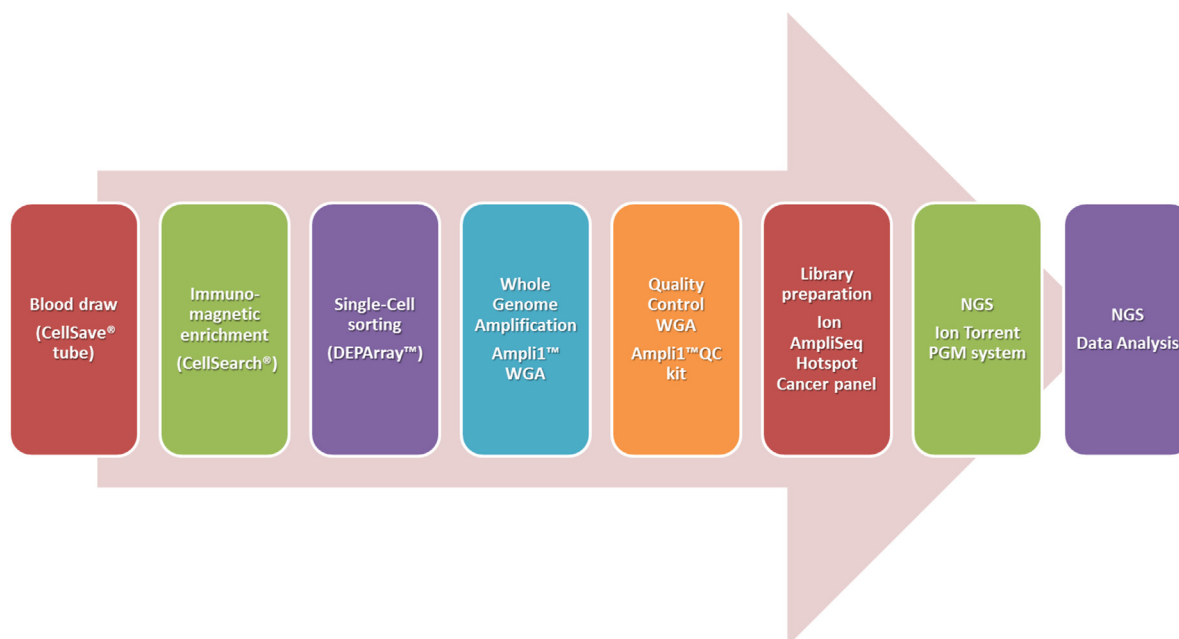 Blood draw
(CellSave®
tube)
Immuno-
magnetic
enrichment
(CellSearch®)
Single-Cell
sorting
(DEPArray™)
Whole
Genome
Amplification
Ampli1™
WGA
Quality
Control
WGA
Ampli1™QC
kit
Library
preparation
Ion
AmpliSeq
Hotspot
Cancer panel
NGS
Ion Torrent
PGM system
NGS
Data Analysis